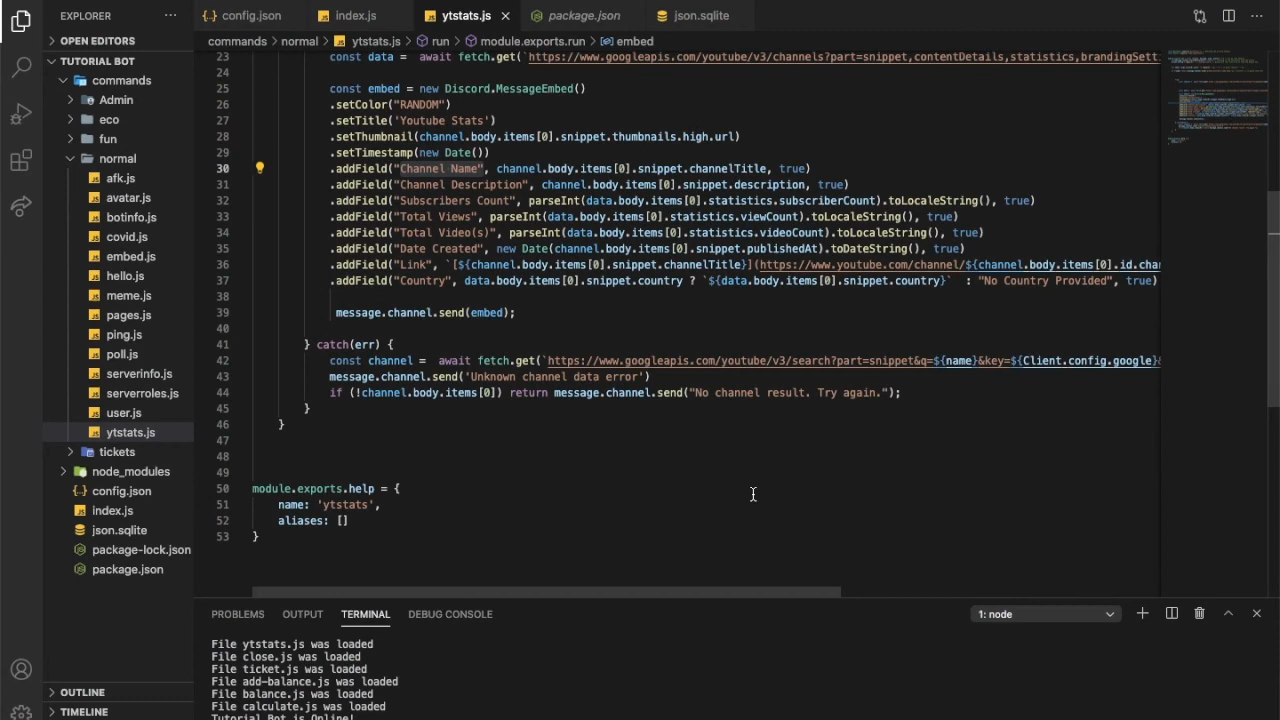 EXPLORER
config.json
index.js
ytstats.js
package.json
json.sqlite
OPEN EDITORS
commands > normal > ytstats.js > run > module.exports.run > embed
TUTORIAL BOT
commands
Admin
eco
fun
normal
afk.js
avatar.js
botinfo.js
covid.js
embed.js
hello.js
meme.js
pages.js
ping.js
poll.js
serverinfo.js
serverroles.js
user.js
ytstats.js
tickets
node_modules
config.json
index.js
json.sqlite
package-lock.json
package.json
OUTLINE
TIMELINE
23 const data =  await fetch.get(`https://www.googleapis.com/youtube/v3/channels?part=snippet,contentDetails,statistics,brandingSett
24
25 const embed = new Discord.MessageEmbed()
26 .setColor("RANDOM")
27 .setTitle('Youtube Stats')
28 .setThumbnail(channel.body.items[0].snippet.thumbnails.high.url)
29 .setTimestamp(new Date())
30 .addField("Channel Name", channel.body.items[0].snippet.channelTitle, true)
31 .addField("Channel Description", channel.body.items[0].snippet.description, true)
32 .addField("Subscribers Count", parseInt(data.body.items[0].statistics.subscriberCount).toLocaleString(), true)
33 .addField("Total Views", parseInt(data.body.items[0].statistics.viewCount).toLocaleString(), true)
34 .addField("Total Video(s)", parseInt(data.body.items[0].statistics.videoCount).toLocaleString(), true)
35 .addField("Date Created", new Date(channel.body.items[0].snippet.publishedAt).toDateString(), true)
36 .addField("Link", `[${channel.body.items[0].snippet.channelTitle}](https://www.youtube.com/channel/${channel.body.items[0].id.chan
37 .addField("Country", data.body.items[0].snippet.country ? `${data.body.items[0].snippet.country}`  : "No Country Provided", true)
38
39 message.channel.send(embed);
40
41 } catch(err) {
42 const channel =  await fetch.get(`https://www.googleapis.com/youtube/v3/search?part=snippet&q=${name}&key=${Client.config.google}&
43 message.channel.send('Unknown channel data error')
44 if (!channel.body.items[0]) return message.channel.send("No channel result. Try again.");
45 }
46 }
47
48
49
50 module.exports.help = {
51 name: 'ytstats',
52 aliases: []
53 }
PROBLEMS OUTPUT TERMINAL DEBUG CONSOLE
1: node
File ytstats.js was loaded
File close.js was loaded
File ticket.js was loaded
File add-balance.js was loaded
File balance.js was loaded
File calculate.js was loaded
Tutorial Bot is Online!